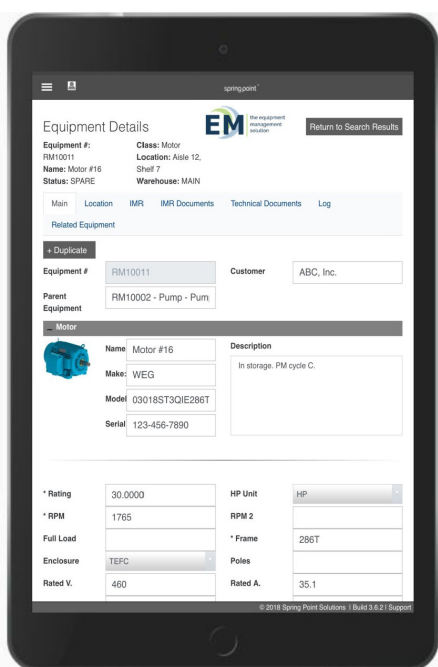 spring.point
Equipment Details
EM the equipment
management
solution
Return to Search Results
Equipment #:
RM10011
Name: Motor #16
Status: SPARE
Class: Motor
Location: Aisle 12,
Shelf 7
Warehouse: MAIN
Main Location IMR IMR Documents Technical Documents Log
Related Equipment
+ Duplicate
Equipment # RM10011 Customer ABC, Inc.
Parent
Equipment RM10002 - Pump - Pum
Motor
Name Motor #16
Make: WEG
Model 03018ST3QIE286T
Serial 123-456-7890
Description
In storage. PM cycle C.
* Rating 30.0000 HP Unit HP
* RPM 1765 RPM 2
Full Load * Frame 286T
Enclosure TEFC Poles
Rated V. 460 Rated A. 35.1
© 2018 Spring Point Solutions | Build 3.6.2 | Support